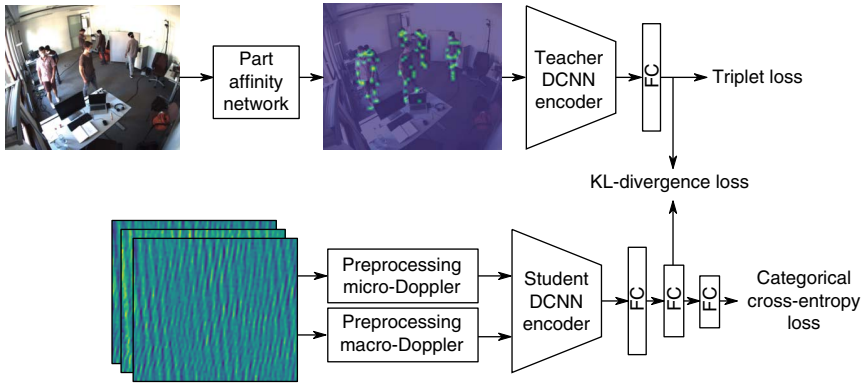 Part
affinity
network
Teacher
DCNN
encoder
FC
Triplet loss
KL-divergence loss
Preprocessing
micro-Doppler
Preprocessing
macro-Doppler
Student
DCNN
encoder
FC
FC
FC
Categorical
cross-entropy
loss